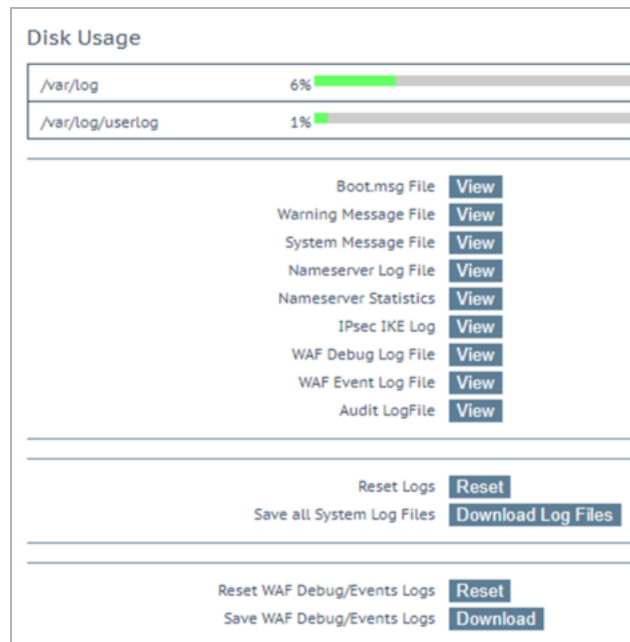 Disk Usage
/var/log 6%
/var/log/userlog 1%
Boot.msg File View
Warning Message File View
System Message File View
Nameserver Log File View
Nameserver Statistics View
IPsec IKE Log View
WAF Debug Log File View
WAF Event Log File View
Audit LogFile View
Reset Logs Reset
Save all System Log Files Download Log Files
Reset WAF Debug/Events Logs Reset
Save WAF Debug/Events Logs Download